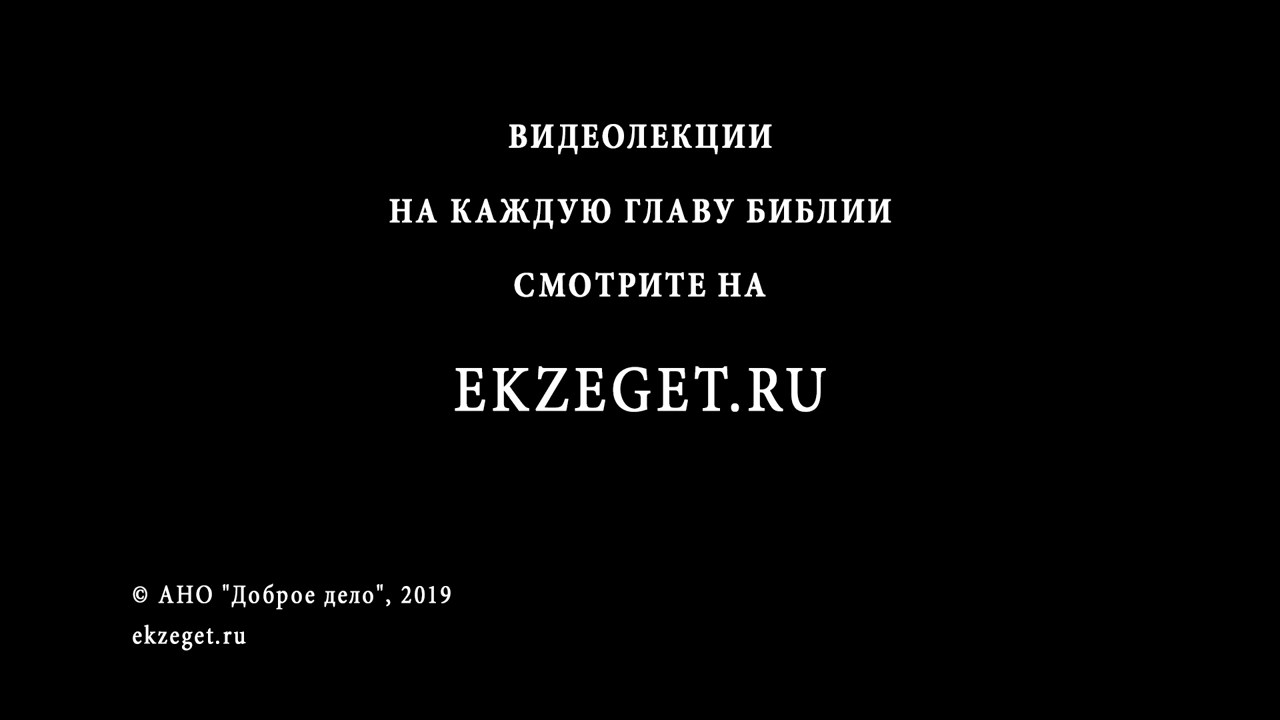 ВИДЕОЛЕКЦИИ
НА КАЖДУЮ ГЛАВУ БИБЛИИ
СМОТРИТЕ НА
EKZEGET.RU
© АНО "Доброе дело", 2019
ekzeget.ru